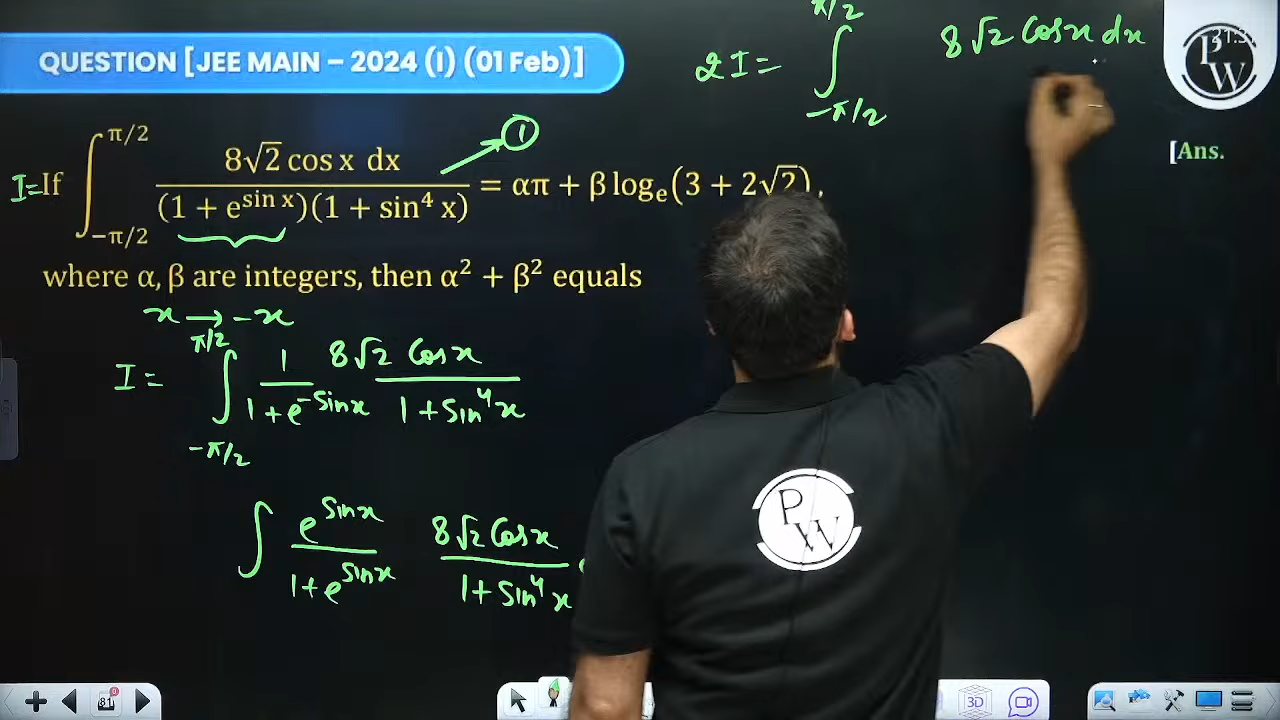 QUESTION [JEE MAIN – 2024 (I) (01 Feb)]
2I = ∫_{-π/2}^{π/2} 8√2 cosx dx
PW
[Ans.
①
I= If ∫_{−π/2}^{π/2} 8√2 cos x dx / (1 + e^{sin x})(1 + sin⁴ x) = απ + β logₑ(3 + 2√2),
where α, β are integers, then α² + β² equals
x → -x
I = ∫_{-π/2}^{π/2} 1/(1+e^{-sinx}) 8√2 cosx/(1+sin⁴x)
∫ e^{sinx}/(1+e^{sinx}) 8√2 cosx/(1+sin⁴x)
PW
81
3D